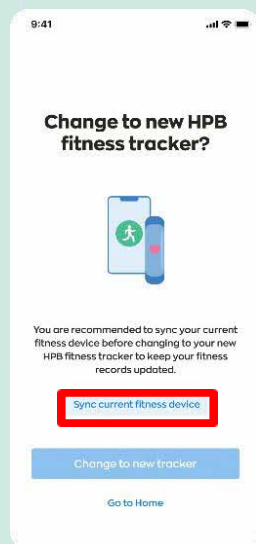 9:41
Change to new HPB
fitness tracker?
You are recommended to sync your current
fitness device before changing to your new
HPB fitness tracker to keep your fitness
records updated.
Sync current fitness device
Change to new tracker
Go to Home